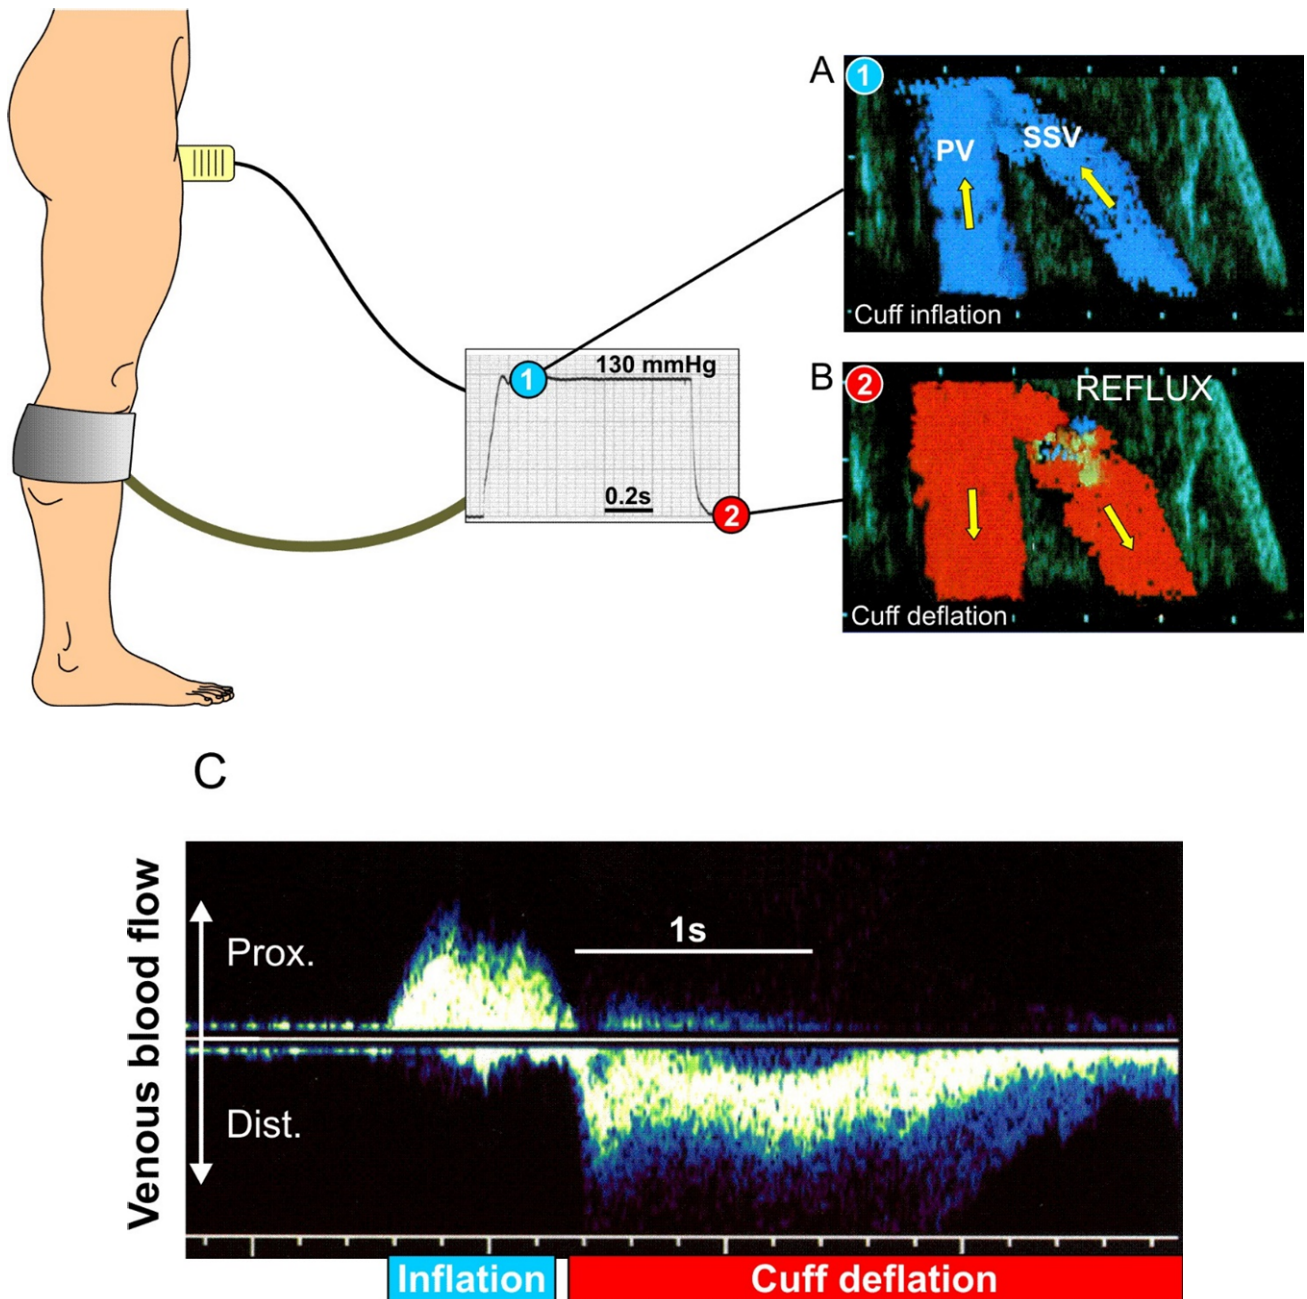 A
1
PV
SSV
Cuff inflation
130 mmHg
1
0.2s
2
B
2
REFLUX
Cuff deflation
C
Venous blood flow
Prox.
1s
Dist.
Inflation
Cuff deflation